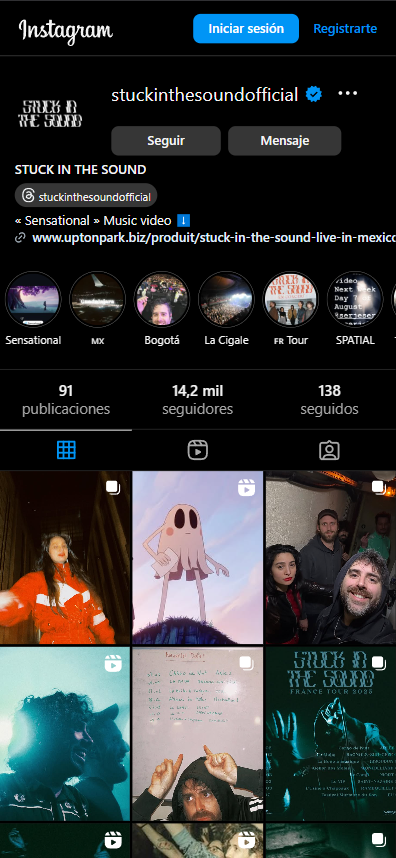 Instagram
Iniciar sesión
Registrarte
STUCK IN
THE SOUND
stuckinthesoundofficial
Seguir
Mensaje
STUCK IN THE SOUND
stuckinthesoundofficial
« Sensational » Music video ⬇️
www.uptonpark.biz/produit/stuck-in-the-sound-live-in-mexico
Sensational
MX
Bogotá
La Cigale
FR Tour
SPATIAL
91
publicaciones
14,2 mil
seguidores
138
seguidos
STUCK IN
THE SOUND
FRANCE TOUR 2025